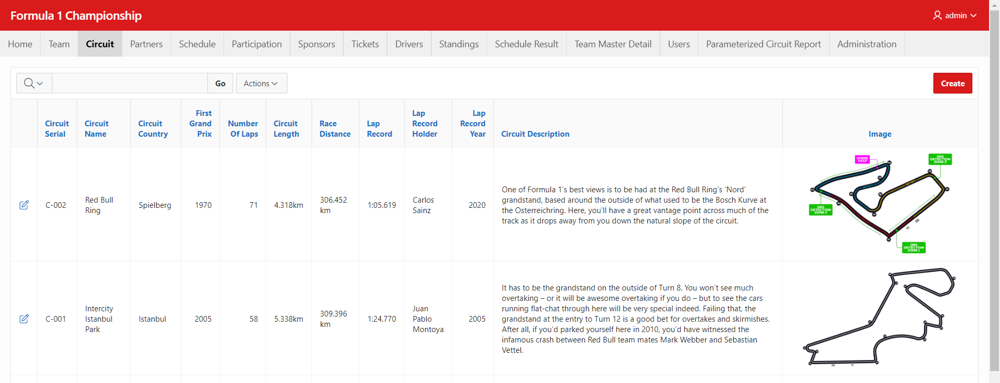 Formula 1 Championship
admin
Home Team Circuit Partners Schedule Participation Sponsors Tickets Drivers Standings Schedule Result Team Master Detail Users Parameterized Circuit Report Administration
Go Actions Create
Circuit
Serial
Circuit
Name
Circuit
Country
First
Grand
Prix
Number
Of Laps
Circuit
Length
Race
Distance
Lap
Record
Lap
Record
Holder
Lap
Record
Year
Circuit Description
Image
C-002
Red Bull
Ring
Spielberg
1970
71
4.318km
306.452
km
1:05.619
Carlos
Sainz
2020
One of Formula 1’s best views is to be had at the Red Bull Ring’s ‘Nord’
grandstand, based around the outside of what used to be the Bosch Kurve at
the Osterreichring. Here, you’ll have a great vantage point across much of the
track as it drops away from you down the natural slope of the circuit.
SPEED
TRAP
DRS
DETECTION
ZONE 3
DRS
DETECTION
ZONE 2
DRS
DETECTION
ZONE 1
C-001
Intercity
Istanbul
Park
Istanbul
2005
58
5.338km
309.396
km
1:24.770
Juan
Pablo
Montoya
2005
It has to be the grandstand on the outside of Turn 8. You won’t see much
overtaking – or it will be awesome overtaking if you do – but to see the cars
running flat-chat through here will be very special indeed. Failing that, the
grandstand at the entry to Turn 12 is a good bet for overtakes and skirmishes.
After all, if you’d parked yourself here in 2010, you’d have witnessed the
infamous crash between Red Bull team mates Mark Webber and Sebastian
Vettel.